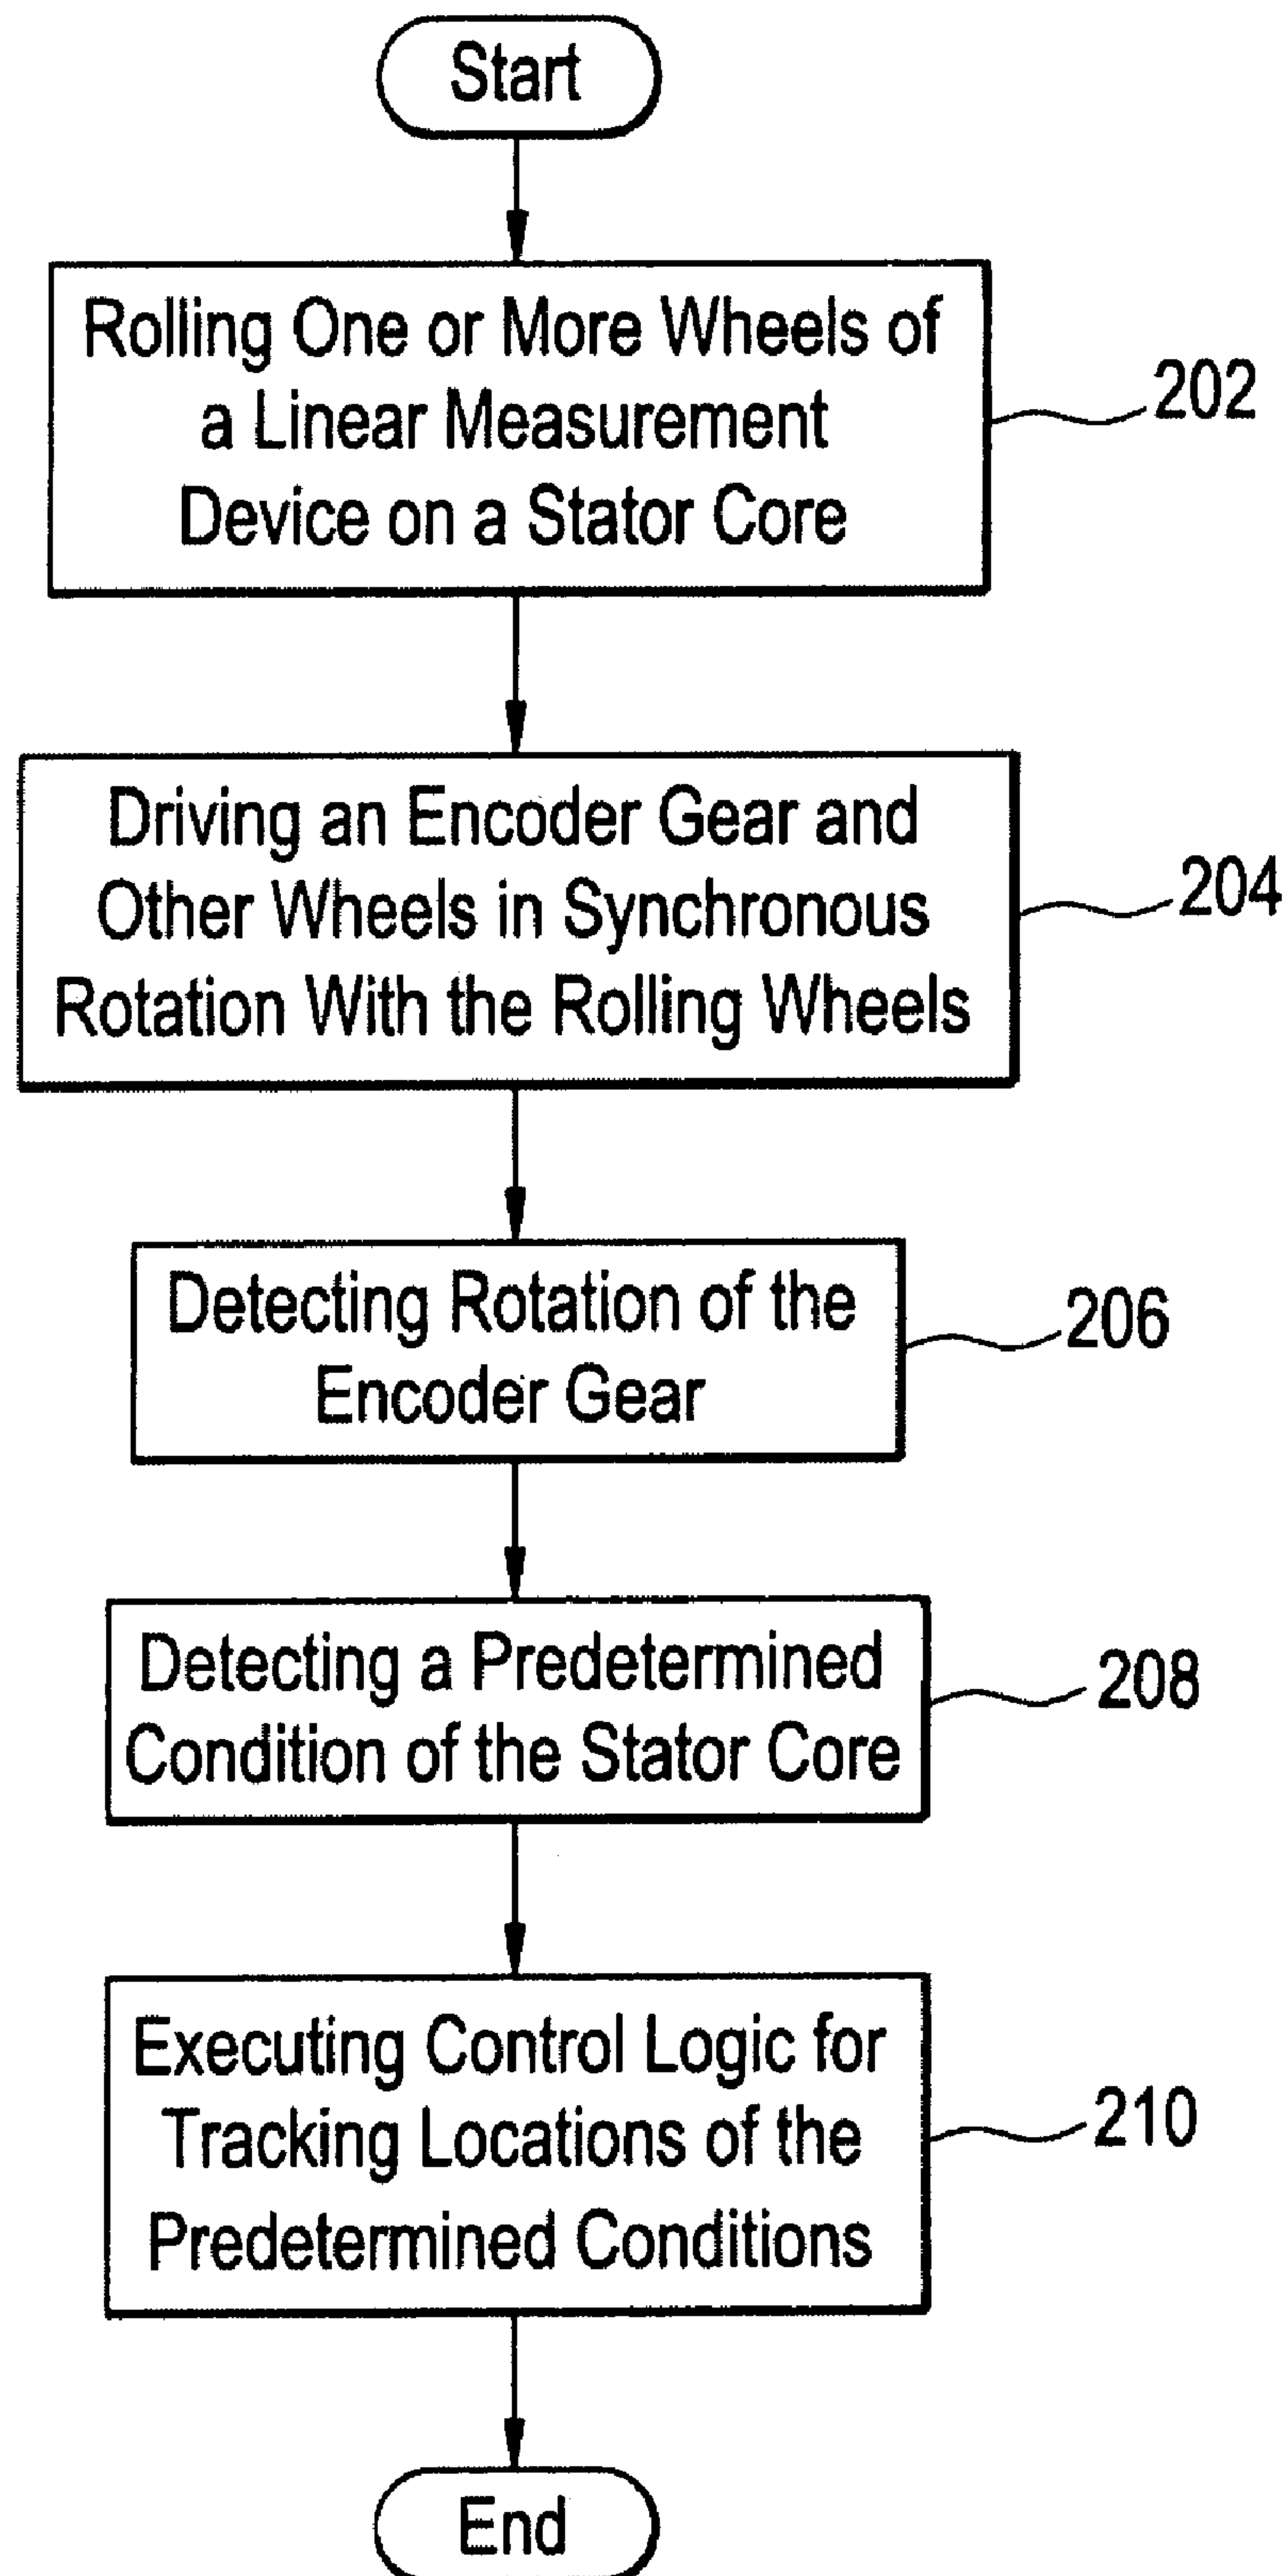 Start
Rolling One or More Wheels of
a Linear Measurement
Device on a Stator Core
202
Driving an Encoder Gear and
Other Wheels in Synchronous
Rotation With the Rolling Wheels
204
Detecting Rotation of the
Encoder Gear
206
Detecting a Predetermined
Condition of the Stator Core
208
Executing Control Logic for
Tracking Locations of the
Predetermined Conditions
210
End